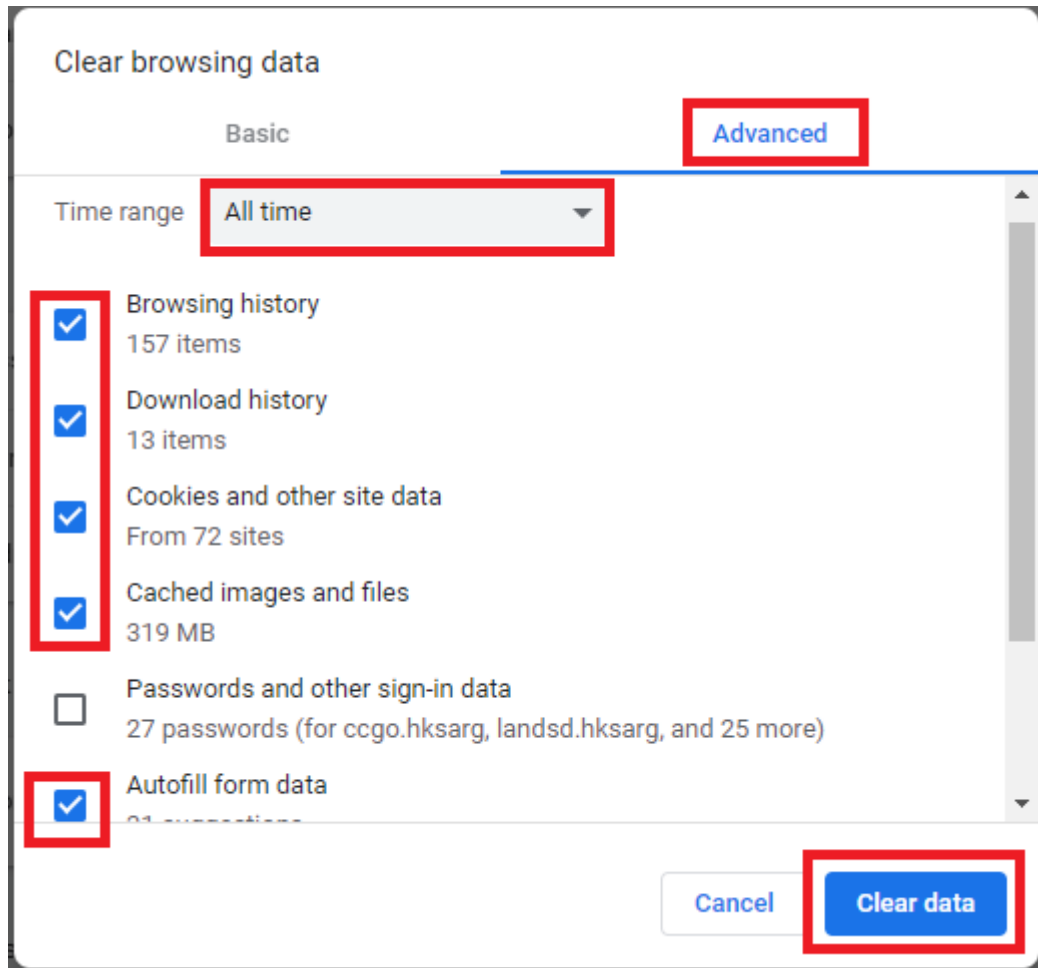 Clear browsing data
Basic
Advanced
Time range
All time
Browsing history
157 items
Download history
13 items
Cookies and other site data
From 72 sites
Cached images and files
319 MB
Passwords and other sign-in data
27 passwords (for ccgo.hksarg, landsd.hksarg, and 25 more)
Autofill form data
Cancel
Clear data